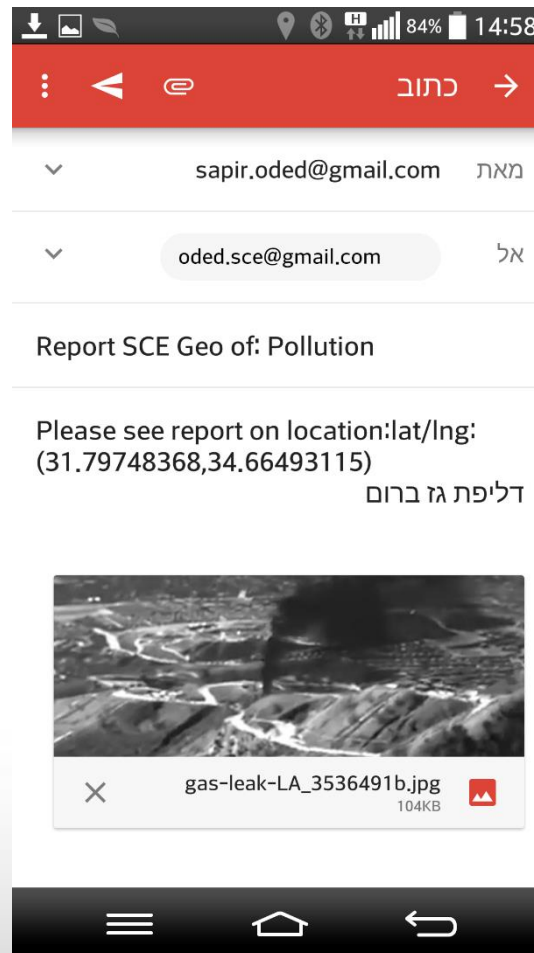 H 84% 14:58
כתוב
מאת sapir.oded@gmail.com
אל oded.sce@gmail.com
Report SCE Geo of: Pollution
Please see report on location:lat/lng:
(31.79748368,34.66493115)
דליפת גז ברום
gas-leak-LA_3536491b.jpg
104KB